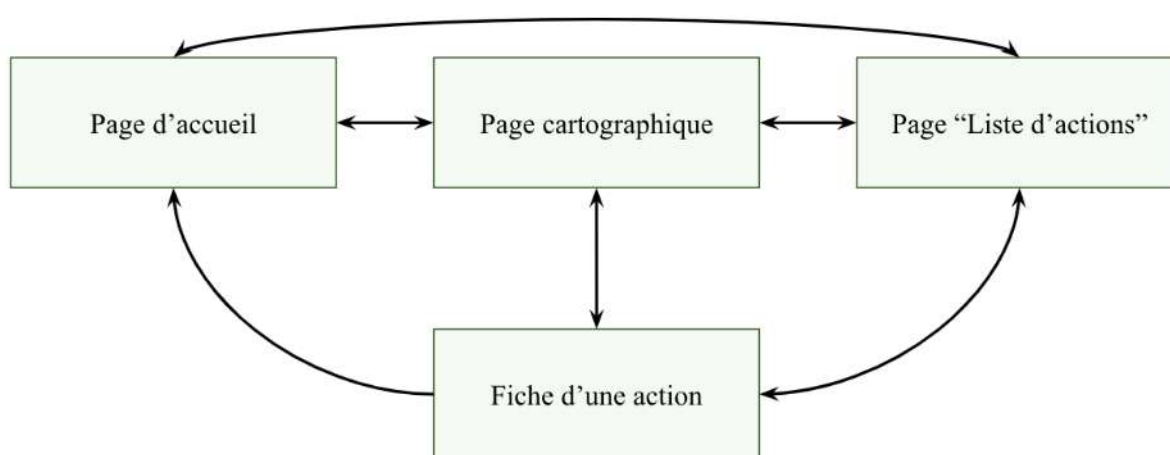 Page d’accueil
Page cartographique
Page “Liste d’actions”
Fiche d’une action